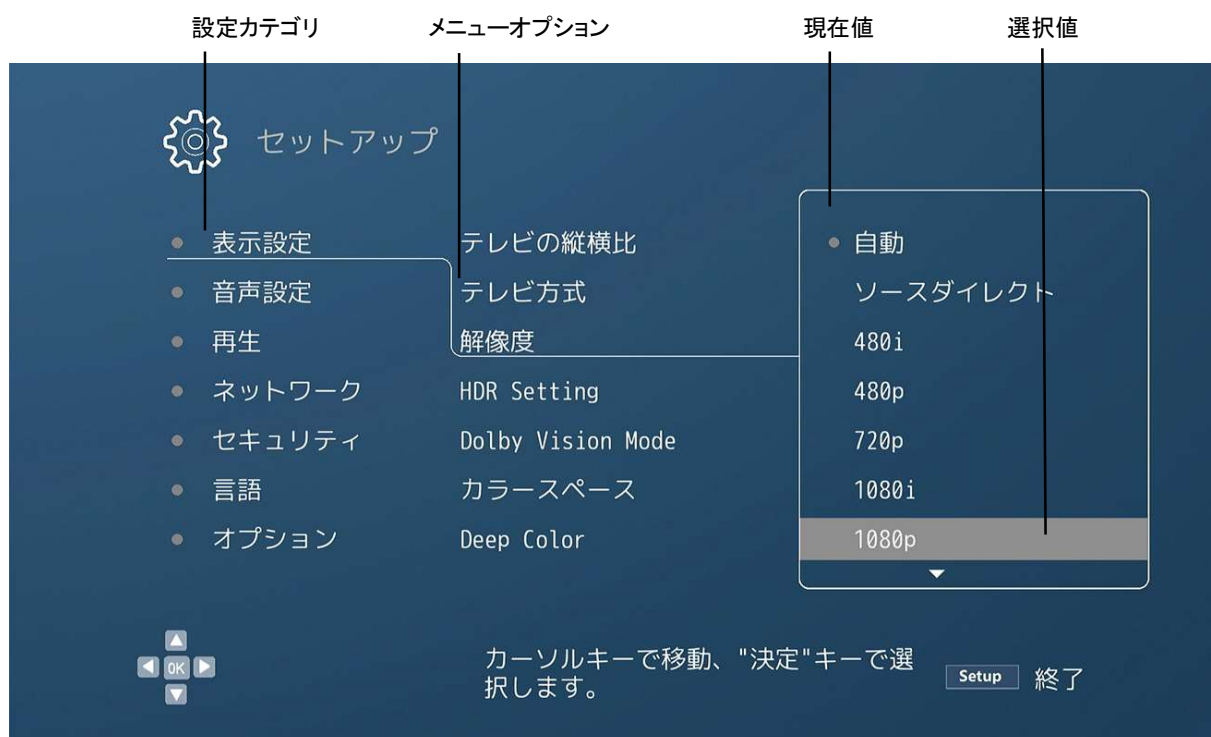 設定カテゴリ メニューオプション 現在値 選択値
セットアップ
表示設定 テレビの縦横比 自動
音声設定 テレビ方式 ソースダイレクト
再生 解像度 480i
ネットワーク HDR Setting 480p
セキュリティ Dolby Vision Mode 720p
言語 カラースペース 1080i
オプション Deep Color 1080p
カーソルキーで移動、"決定"キーで選
択します。
OK
Setup 終了